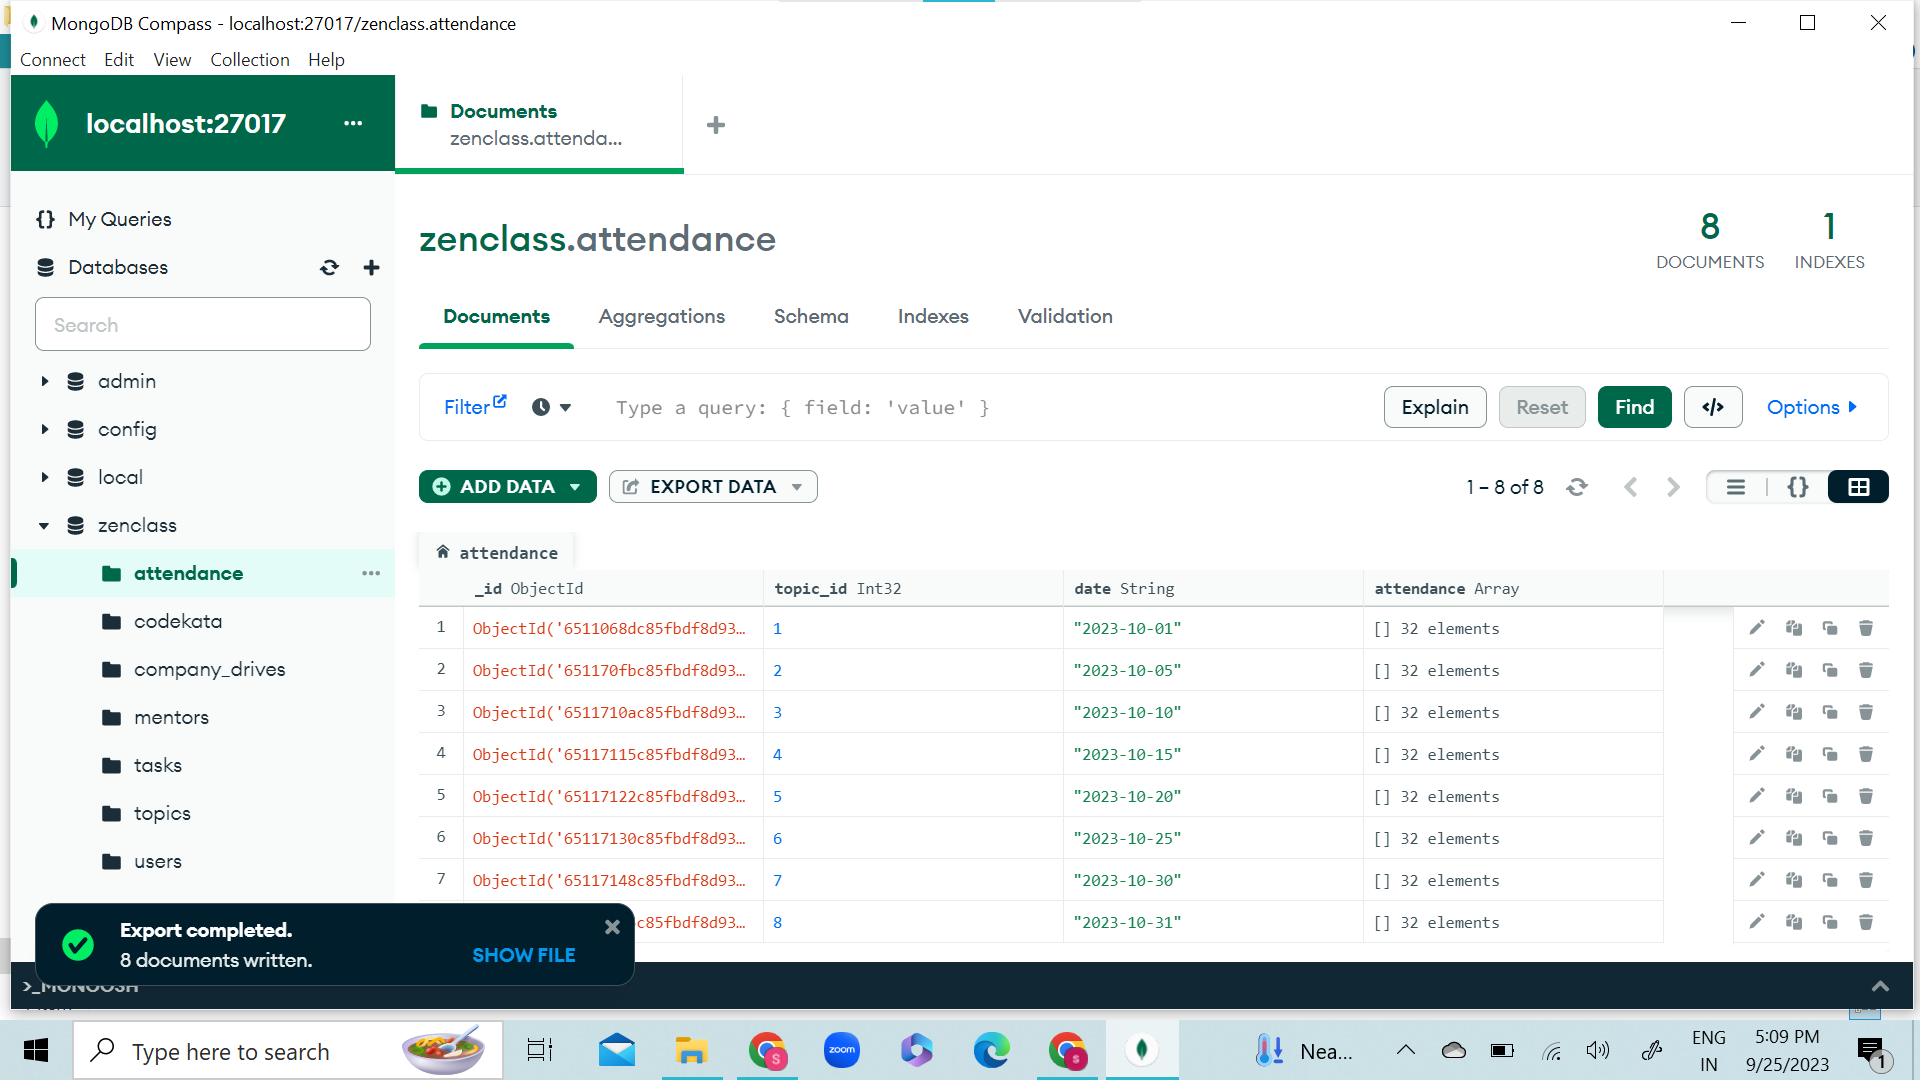 MongoDB Compass - localhost:27017/zenclass.attendance
Connect Edit View Collection Help
localhost:27017 ...
Documents
zenclass.attenda...
My Queries
Databases
Search
admin
config
local
zenclass
attendance
codekata
company_drives
mentors
tasks
topics
users
zenclass.attendance
8
DOCUMENTS
1
INDEXES
Documents Aggregations Schema Indexes Validation
Filter Type a query: { field: 'value' } Explain Reset Find </> Options
ADD DATA EXPORT DATA 1 – 8 of 8 {}
attendance
_id ObjectId topic_id Int32 date String attendance Array
1 ObjectId('6511068dc85fbdf8d93… 1 "2023-10-01" [] 32 elements
2 ObjectId('651170fbc85fbdf8d93… 2 "2023-10-05" [] 32 elements
3 ObjectId('6511710ac85fbdf8d93… 3 "2023-10-10" [] 32 elements
4 ObjectId('65117115c85fbdf8d93… 4 "2023-10-15" [] 32 elements
5 ObjectId('65117122c85fbdf8d93… 5 "2023-10-20" [] 32 elements
6 ObjectId('65117130c85fbdf8d93… 6 "2023-10-25" [] 32 elements
7 ObjectId('65117148c85fbdf8d93… 7 "2023-10-30" [] 32 elements
c85fbdf8d93… 8 "2023-10-31" [] 32 elements
Export completed.
8 documents written.
SHOW FILE
>_MONGOSH
Type here to search
zoom
Nea...
ENG
IN
5:09 PM
9/25/2023
1